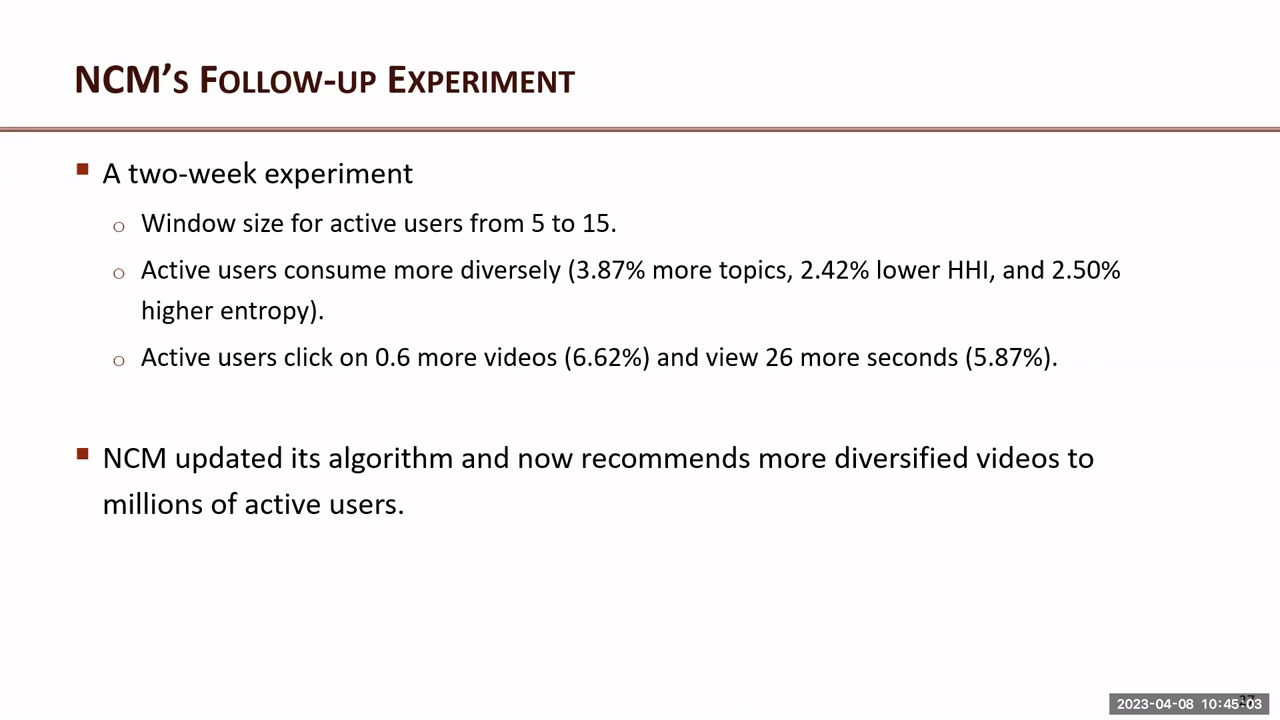 NCM's Follow-up Experiment
A two-week experiment
Window size for active users from 5 to 15.
Active users consume more diversely (3.87% more topics, 2.42% lower HHI, and 2.50%
higher entropy).
Active users click on 0.6 more videos (6.62%) and view 26 more seconds (5.87%).
NCM updated its algorithm and now recommends more diversified videos to
millions of active users.
2023-04-08 10:45:03